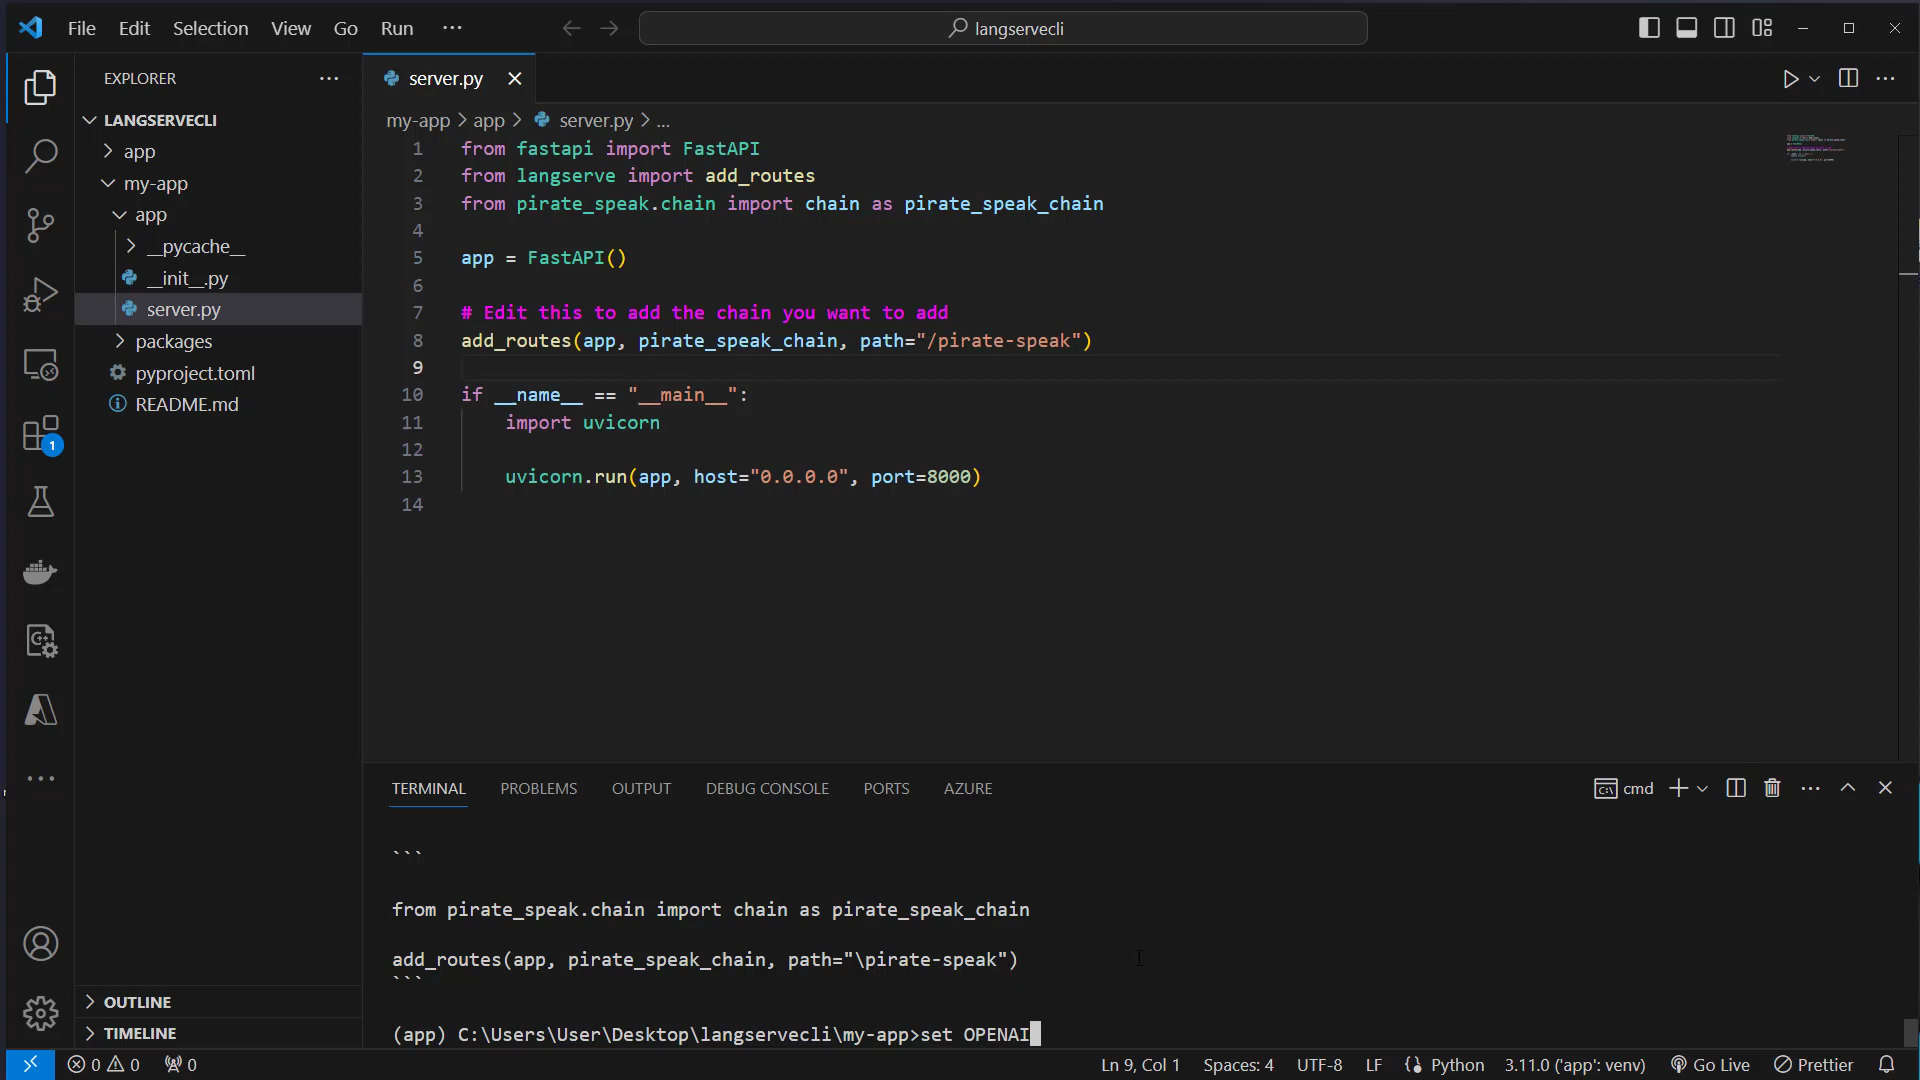 File Edit Selection View Go Run ···
langservecli
EXPLORER ···
LANGSERVECLI
app
my-app
app
__pycache__
__init__.py
server.py
packages
pyproject.toml
README.md
1
OUTLINE
TIMELINE
server.py
my-app > app > server.py > ...
1 from fastapi import FastAPI
2 from langserve import add_routes
3 from pirate_speak.chain import chain as pirate_speak_chain
4
5 app = FastAPI()
6
7 # Edit this to add the chain you want to add
8 add_routes(app, pirate_speak_chain, path="/pirate-speak")
9
10 if __name__ == "__main__":
11 import uvicorn
12
13 uvicorn.run(app, host="0.0.0.0", port=8000)
14
TERMINAL PROBLEMS OUTPUT DEBUG CONSOLE PORTS AZURE
cmd
```
from pirate_speak.chain import chain as pirate_speak_chain
add_routes(app, pirate_speak_chain, path="\pirate-speak")
```
(app) C:\Users\User\Desktop\langservecli\my-app>set OPENAI
0 0 0 Ln 9, Col 1 Spaces: 4 UTF-8 LF Python 3.11.0 ('app': venv) Go Live Prettier